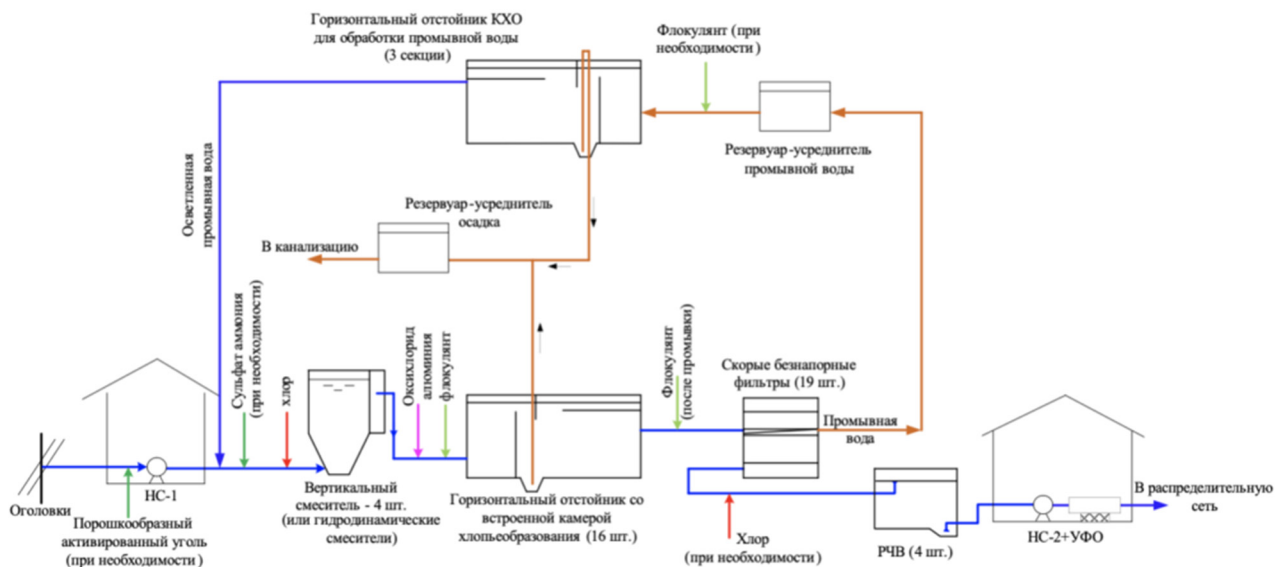 Горизонтальный отстойник КХО
для обработки промывной воды
(3 секции)
Флокулянт (при
необходимости)
Резервуар-усреднитель
промывной воды
Осветленная
промывная вода
Резервуар-усреднитель
осадка
В канализацию
Сульфат аммония
(при необходимости)
хлор
Оксихлорид
алюминия
флокулянт
Флокулянт
(после промывки)
Скорые безнапорные
фильтры (19 шт.)
Промывная
вода
Оголовки
НС-1
Порошкообразный
активированный уголь
(при необходимости)
Вертикальный
смеситель - 4 шт.
(или гидродинамические
смесители)
Горизонтальный отстойник со
встроенной камерой
хлопьеобразования (16 шт.)
Хлор
(при необходимости)
РЧВ (4 шт.)
НС-2+УФО
В распределительную
сеть